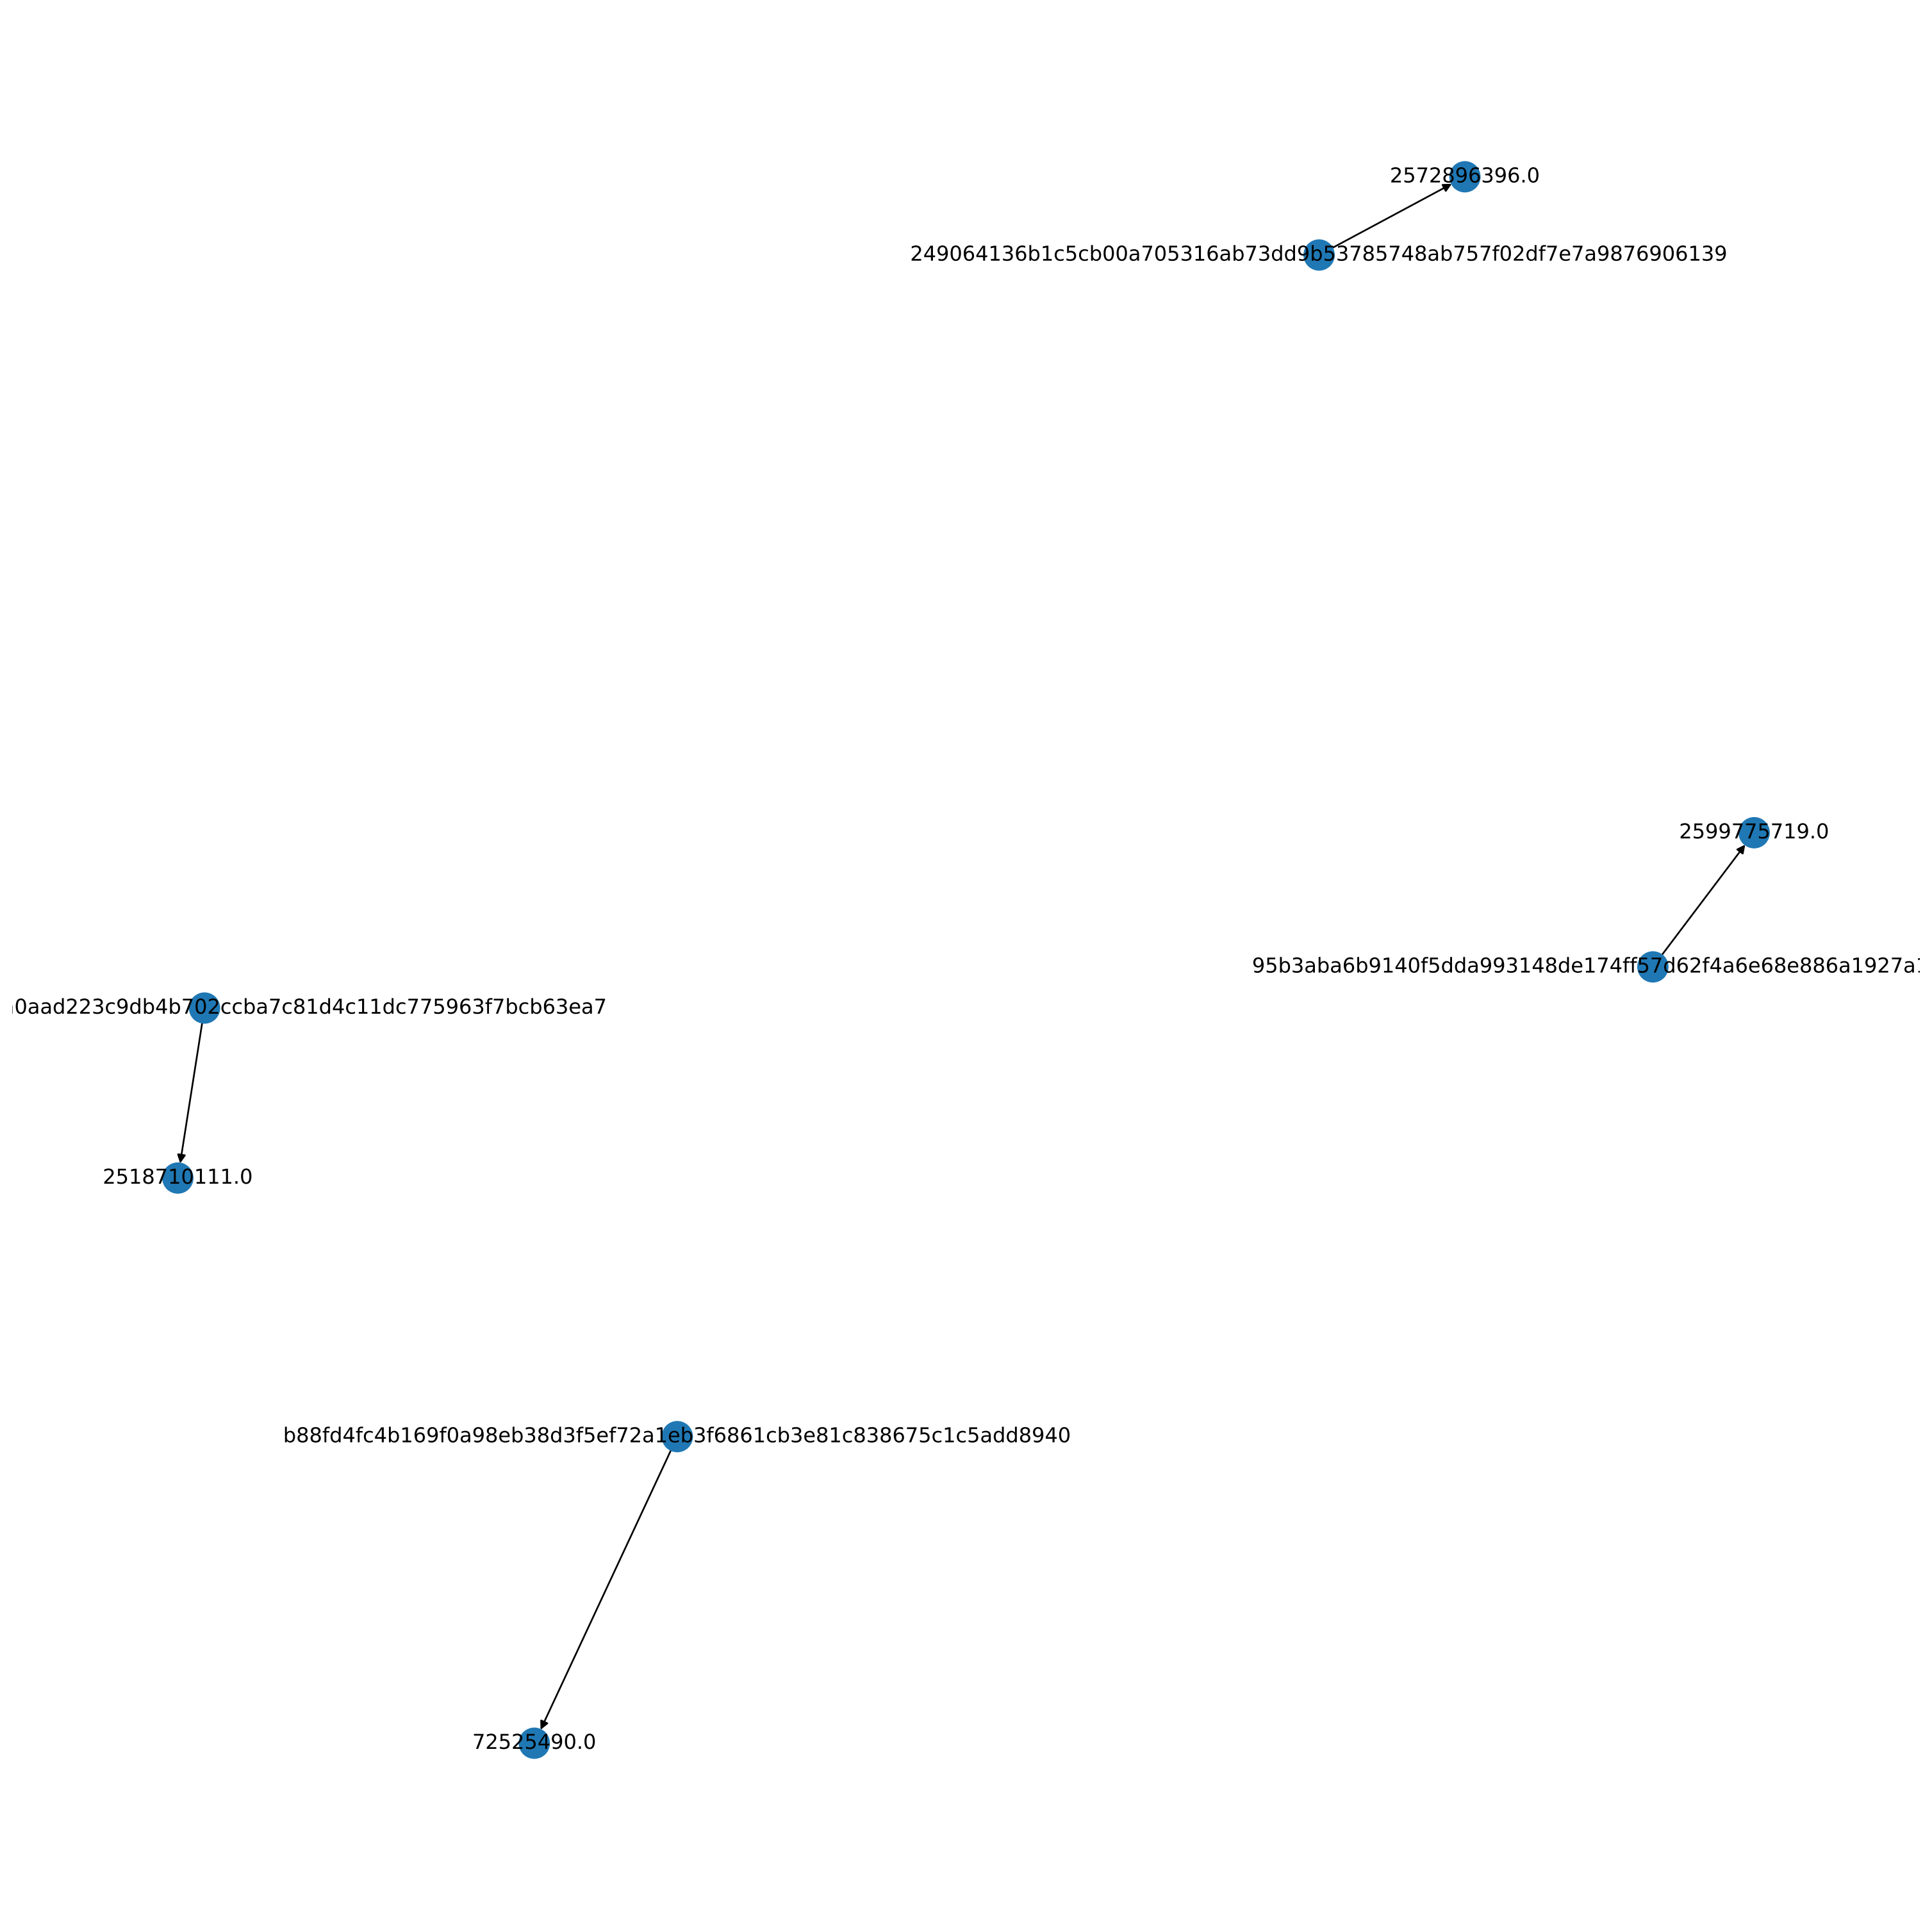 2572896396.0
249064136b1c5cb00a705316ab73dd9b53785748ab757f02df7e7a9876906139
2599775719.0
95b3aba6b9140f5dda993148de174ff57d62f4a6e68e886a1927a1
0aad223c9db4b702ccba7c81d4c11dc775963f7bcb63ea7
2518710111.0
b88fd4fc4b169f0a98eb38d3f5ef72a1eb3f6861cb3e81c838675c1c5add8940
72525490.0